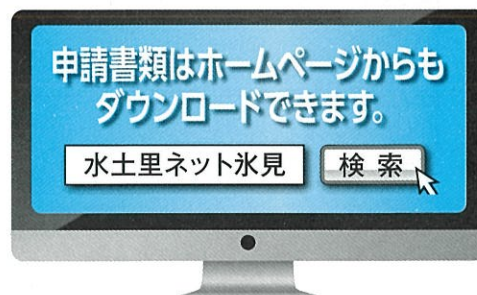 申請書類はホームページからも
ダウンロードできます。
水土里ネット氷見 検索